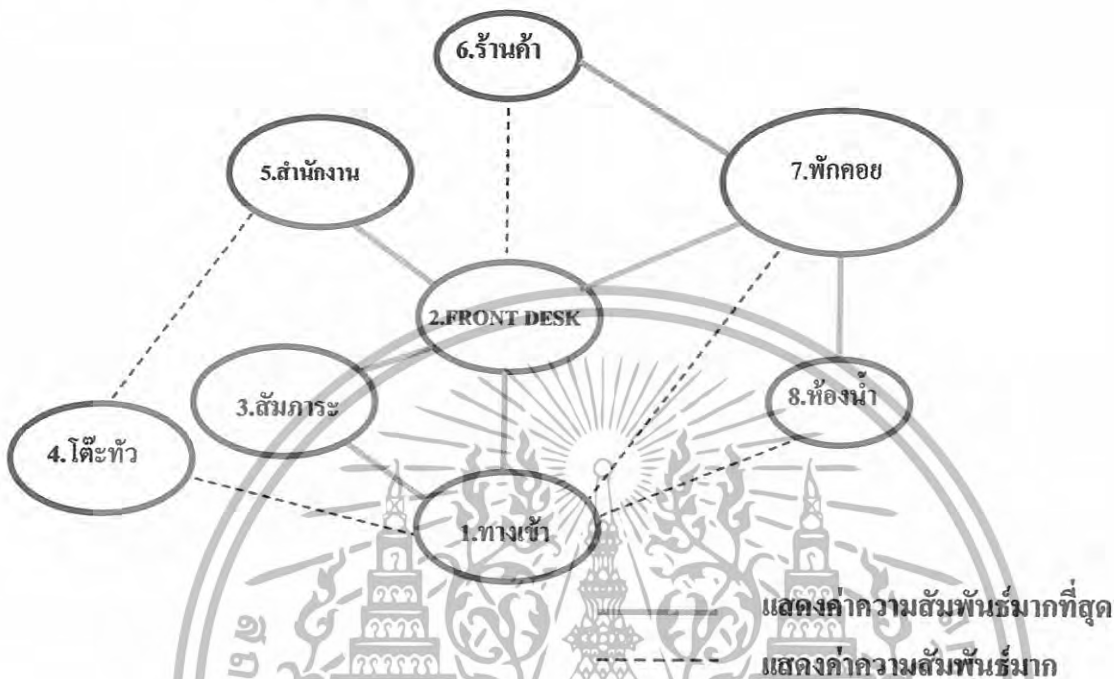 6.ร้านค้า
5.สำนักงาน
7.พักคอย
2.FRONT DESK
3.สัมภาระ
8.ห้องน้ำ
4.โต๊ะทัว
1.ทางเข้า
แสดงค่าความสัมพันธ์มากที่สุด
แสดงค่าความสัมพันธ์มาก